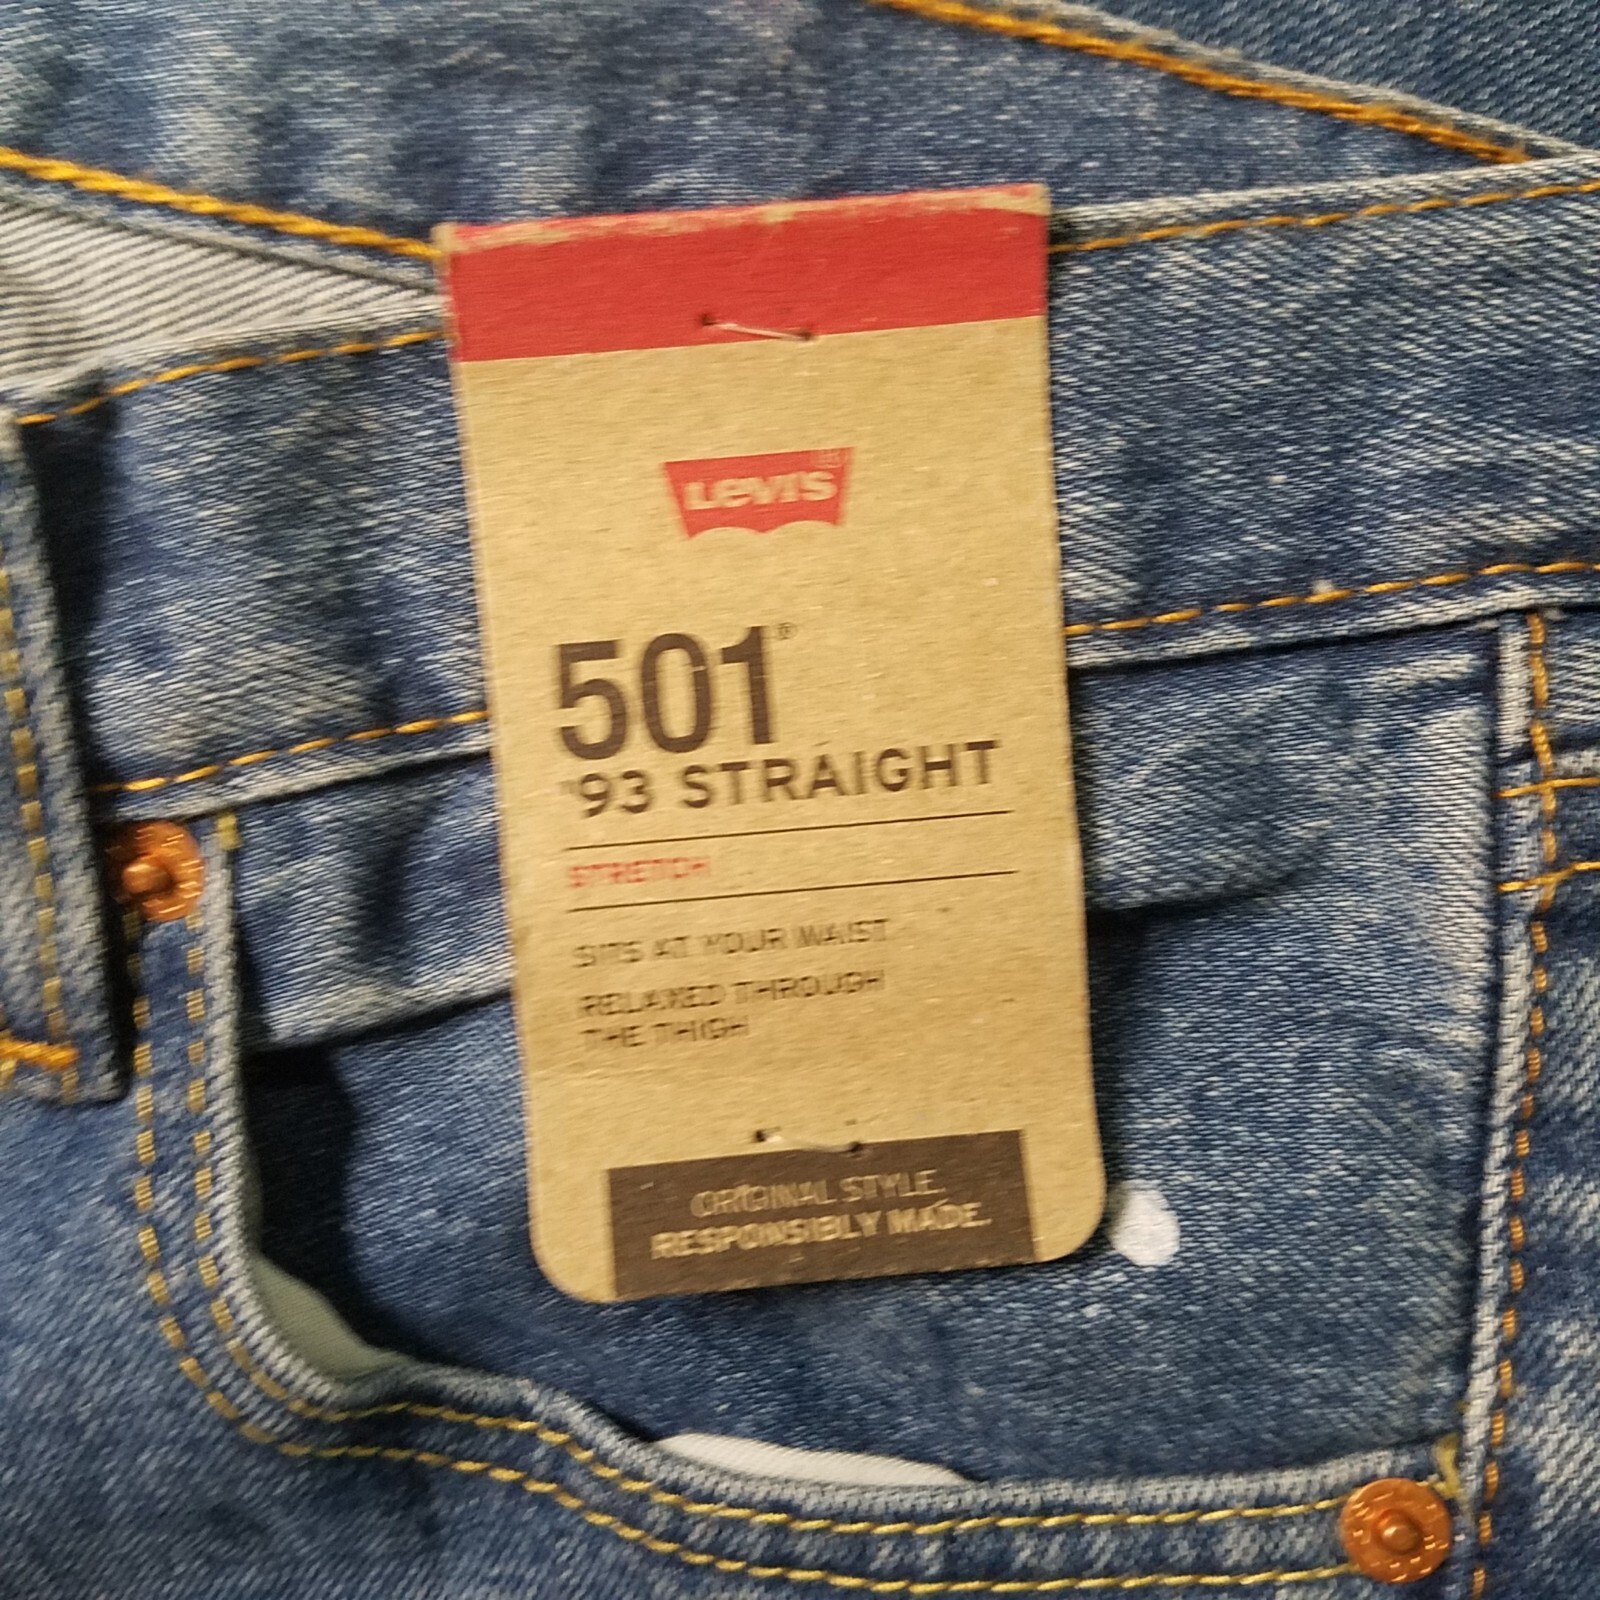 Levi's®
501®
'93 STRAIGHT
STRETCH
SITS AT YOUR WAIST
RELAXED THROUGH
THE THIGH
ORIGINAL STYLE.
RESPONSIBLY MADE.